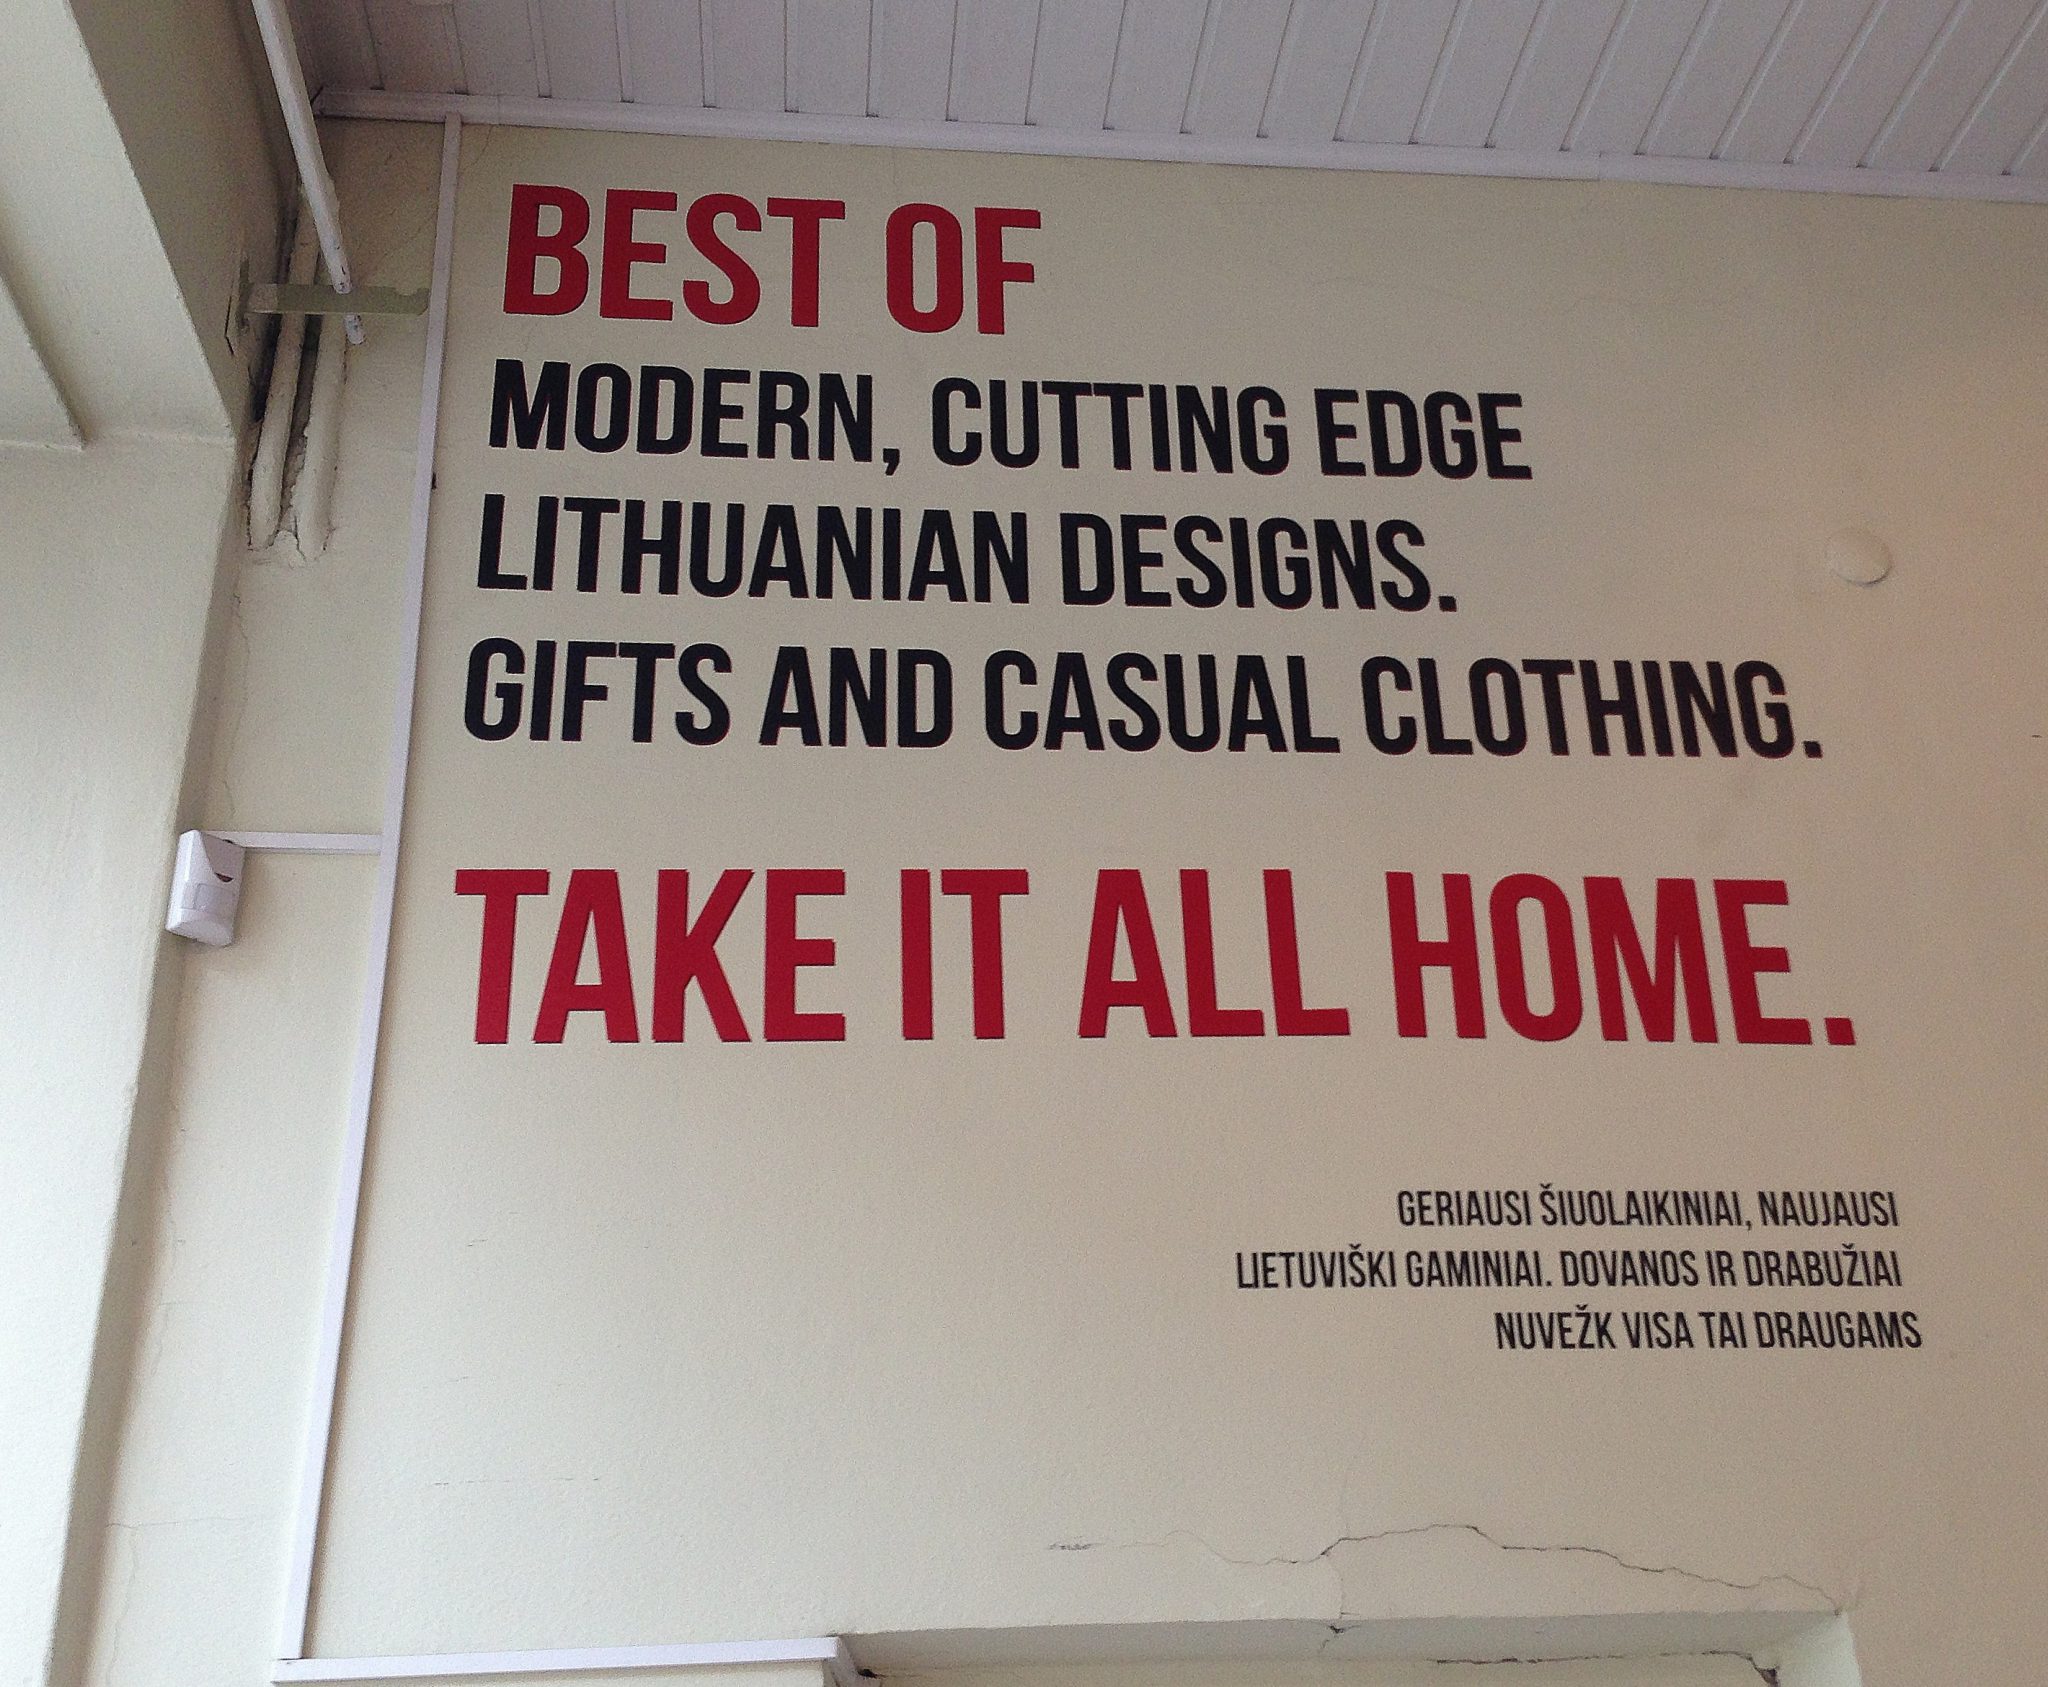 BEST OF
MODERN, CUTTING EDGE
LITHUANIAN DESIGNS.
GIFTS AND CASUAL CLOTHING.
TAKE IT ALL HOME.
GERIAUSI ŠIUOLAIKINIAI, NAUJAUSI
LIETUVIŠKI GAMINIAI. DOVANOS IR DRABUŽIAI
NUVEŽK VISA TAI DRAUGAMS